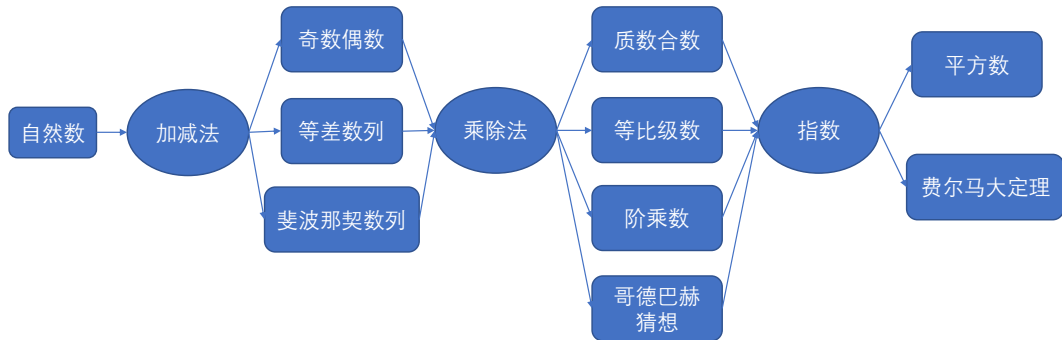 自然数
加减法
奇数偶数
等差数列
斐波那契数列
乘除法
质数合数
等比级数
阶乘数
哥德巴赫
猜想
指数
平方数
费尔马大定理